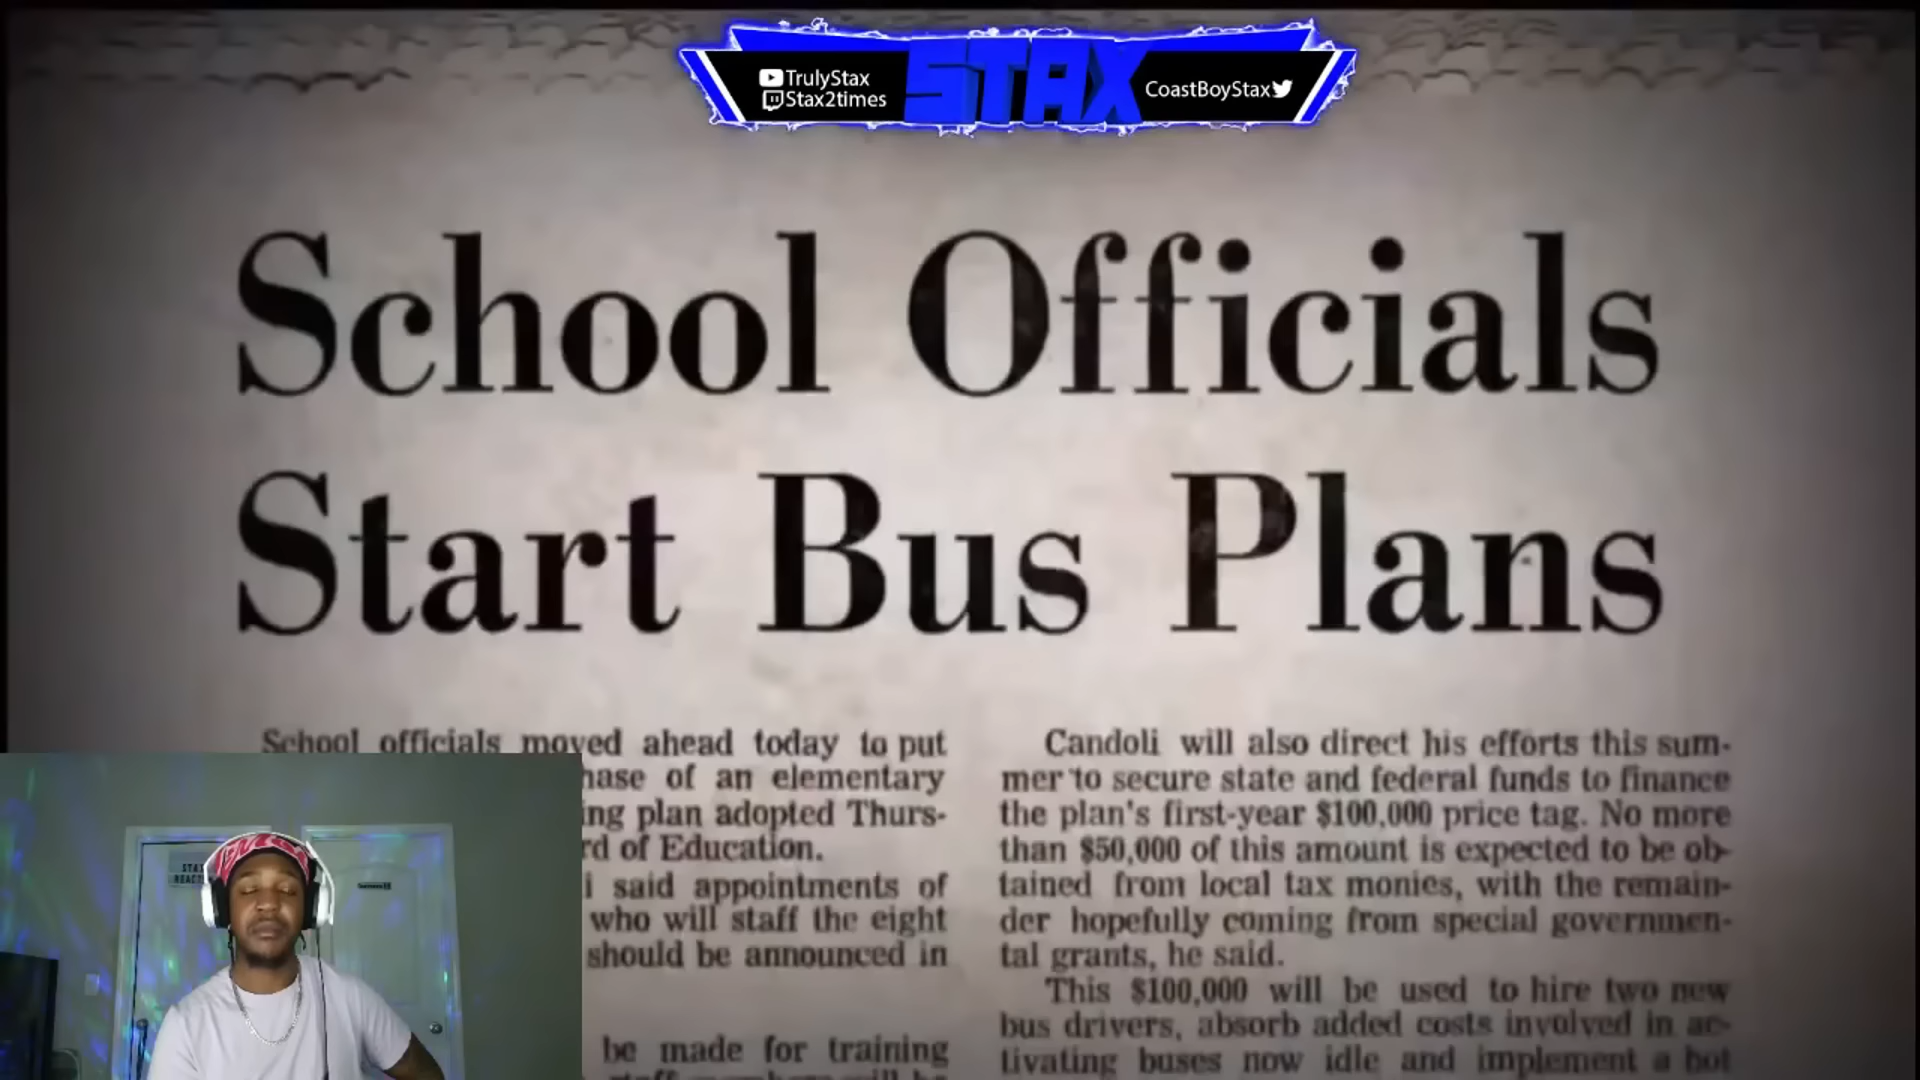 TrulyStax
Stax2times
STAX
CoastBoyStax
School Officials
Start Bus Plans
School officials moved ahead today to put
hase of an elementary
ing plan adopted Thurs-
rd of Education.
i said appointments of
who will staff the eight
should be announced in
be made for training
Candoli will also direct his efforts this sum-
mer to secure state and federal funds to finance
the plan's first-year $100,000 price tag. No more
than $50,000 of this amount is expected to be ob-
tained from local tax monies, with the remain-
der hopefully coming from special governmen-
tal grants, he said.
This $100,000 will be used to hire two new
bus drivers, absorb added costs involved in ac-
tivating buses now idle and implement a hot